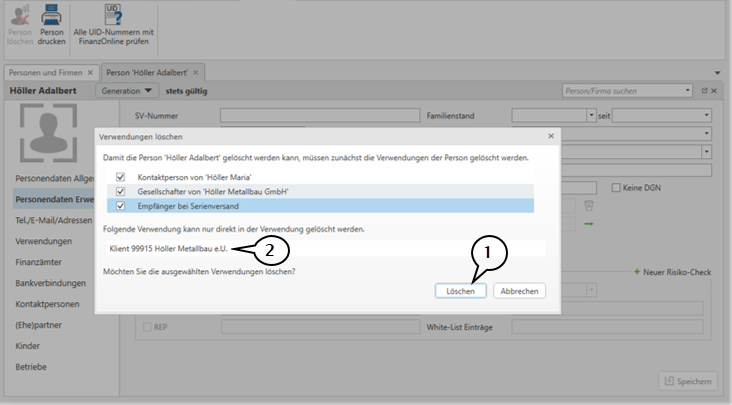 UID
Person löschen
Person drucken
Alle UID-Nummern mit FinanzOnline prüfen
Personen und Firmen ×
Person 'Höller Adalbert' ×
Höller Adalbert
Generation
stets gültig
Person/Firma suchen
SV-Nummer
Familienstand
seit
Verwendungen löschen
Damit die Person 'Höller Adalbert' gelöscht werden kann, müssen zunächst die Verwendungen der Person gelöscht werden.
Kontaktperson von 'Höller Maria'
Gesellschafter von 'Höller Metallbau GmbH'
Empfänger bei Serienversand
Folgende Verwendung kann nur direkt in der Verwendung gelöscht werden.
Klient 99915 Höller Metallbau e.U.
2
1
Möchten Sie die ausgewählten Verwendungen löschen?
Löschen
Abbrechen
Personendaten Allge
Personendaten Erwe
Tel./E-Mail/Adressen
Verwendungen
Finanzämter
Bankverbindungen
Kontaktpersonen
(Ehe)partner
Kinder
Betriebe
Keine DGN
Neuer Risiko-Check
REP
White-List Einträge
Speichern